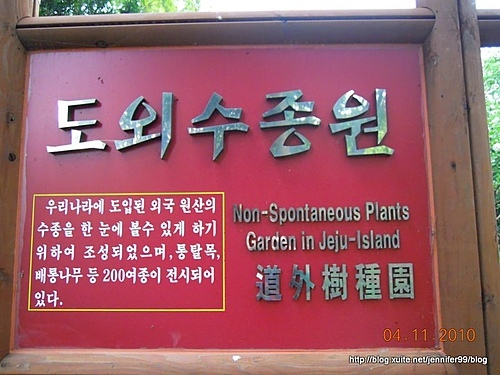 도외수종원
우리나라에 도입된 외국 원산의
수종을 한 눈에 볼수 있게 하기
위하여 조성되었으며,통탈목,
배롱나무 등 200여종이 전시되어
있다.
Non-Spontaneous Plants
Garden in Jeju-Island
道外樹種園
04.11.2010
http://blog.xuite.net/jennifer99/blog